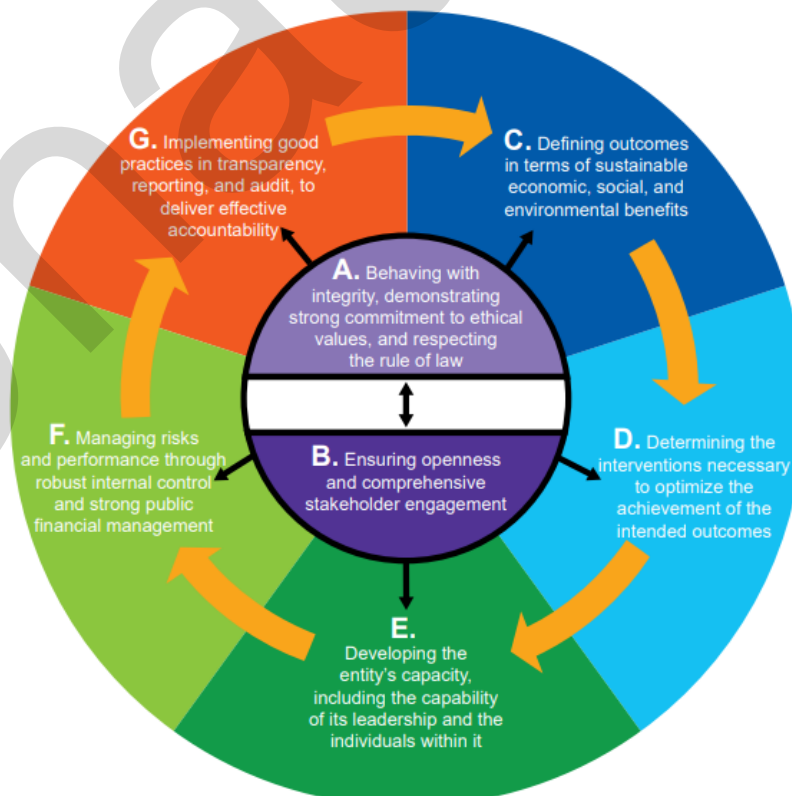 G. Implementing good
practices in transparency,
reporting, and audit, to
deliver effective
accountability
C. Defining outcomes
in terms of sustainable
economic, social, and
environmental benefits
A. Behaving with
integrity, demonstrating
strong commitment to ethical
values, and respecting
the rule of law
B. Ensuring openness
and comprehensive
stakeholder engagement
F. Managing risks
and performance through
robust internal control
and strong public
financial management
D. Determining the
interventions necessary
to optimize the
achievement of the
intended outcomes
E.
Developing the
entity's capacity,
including the capability
of its leadership and the
individuals within it